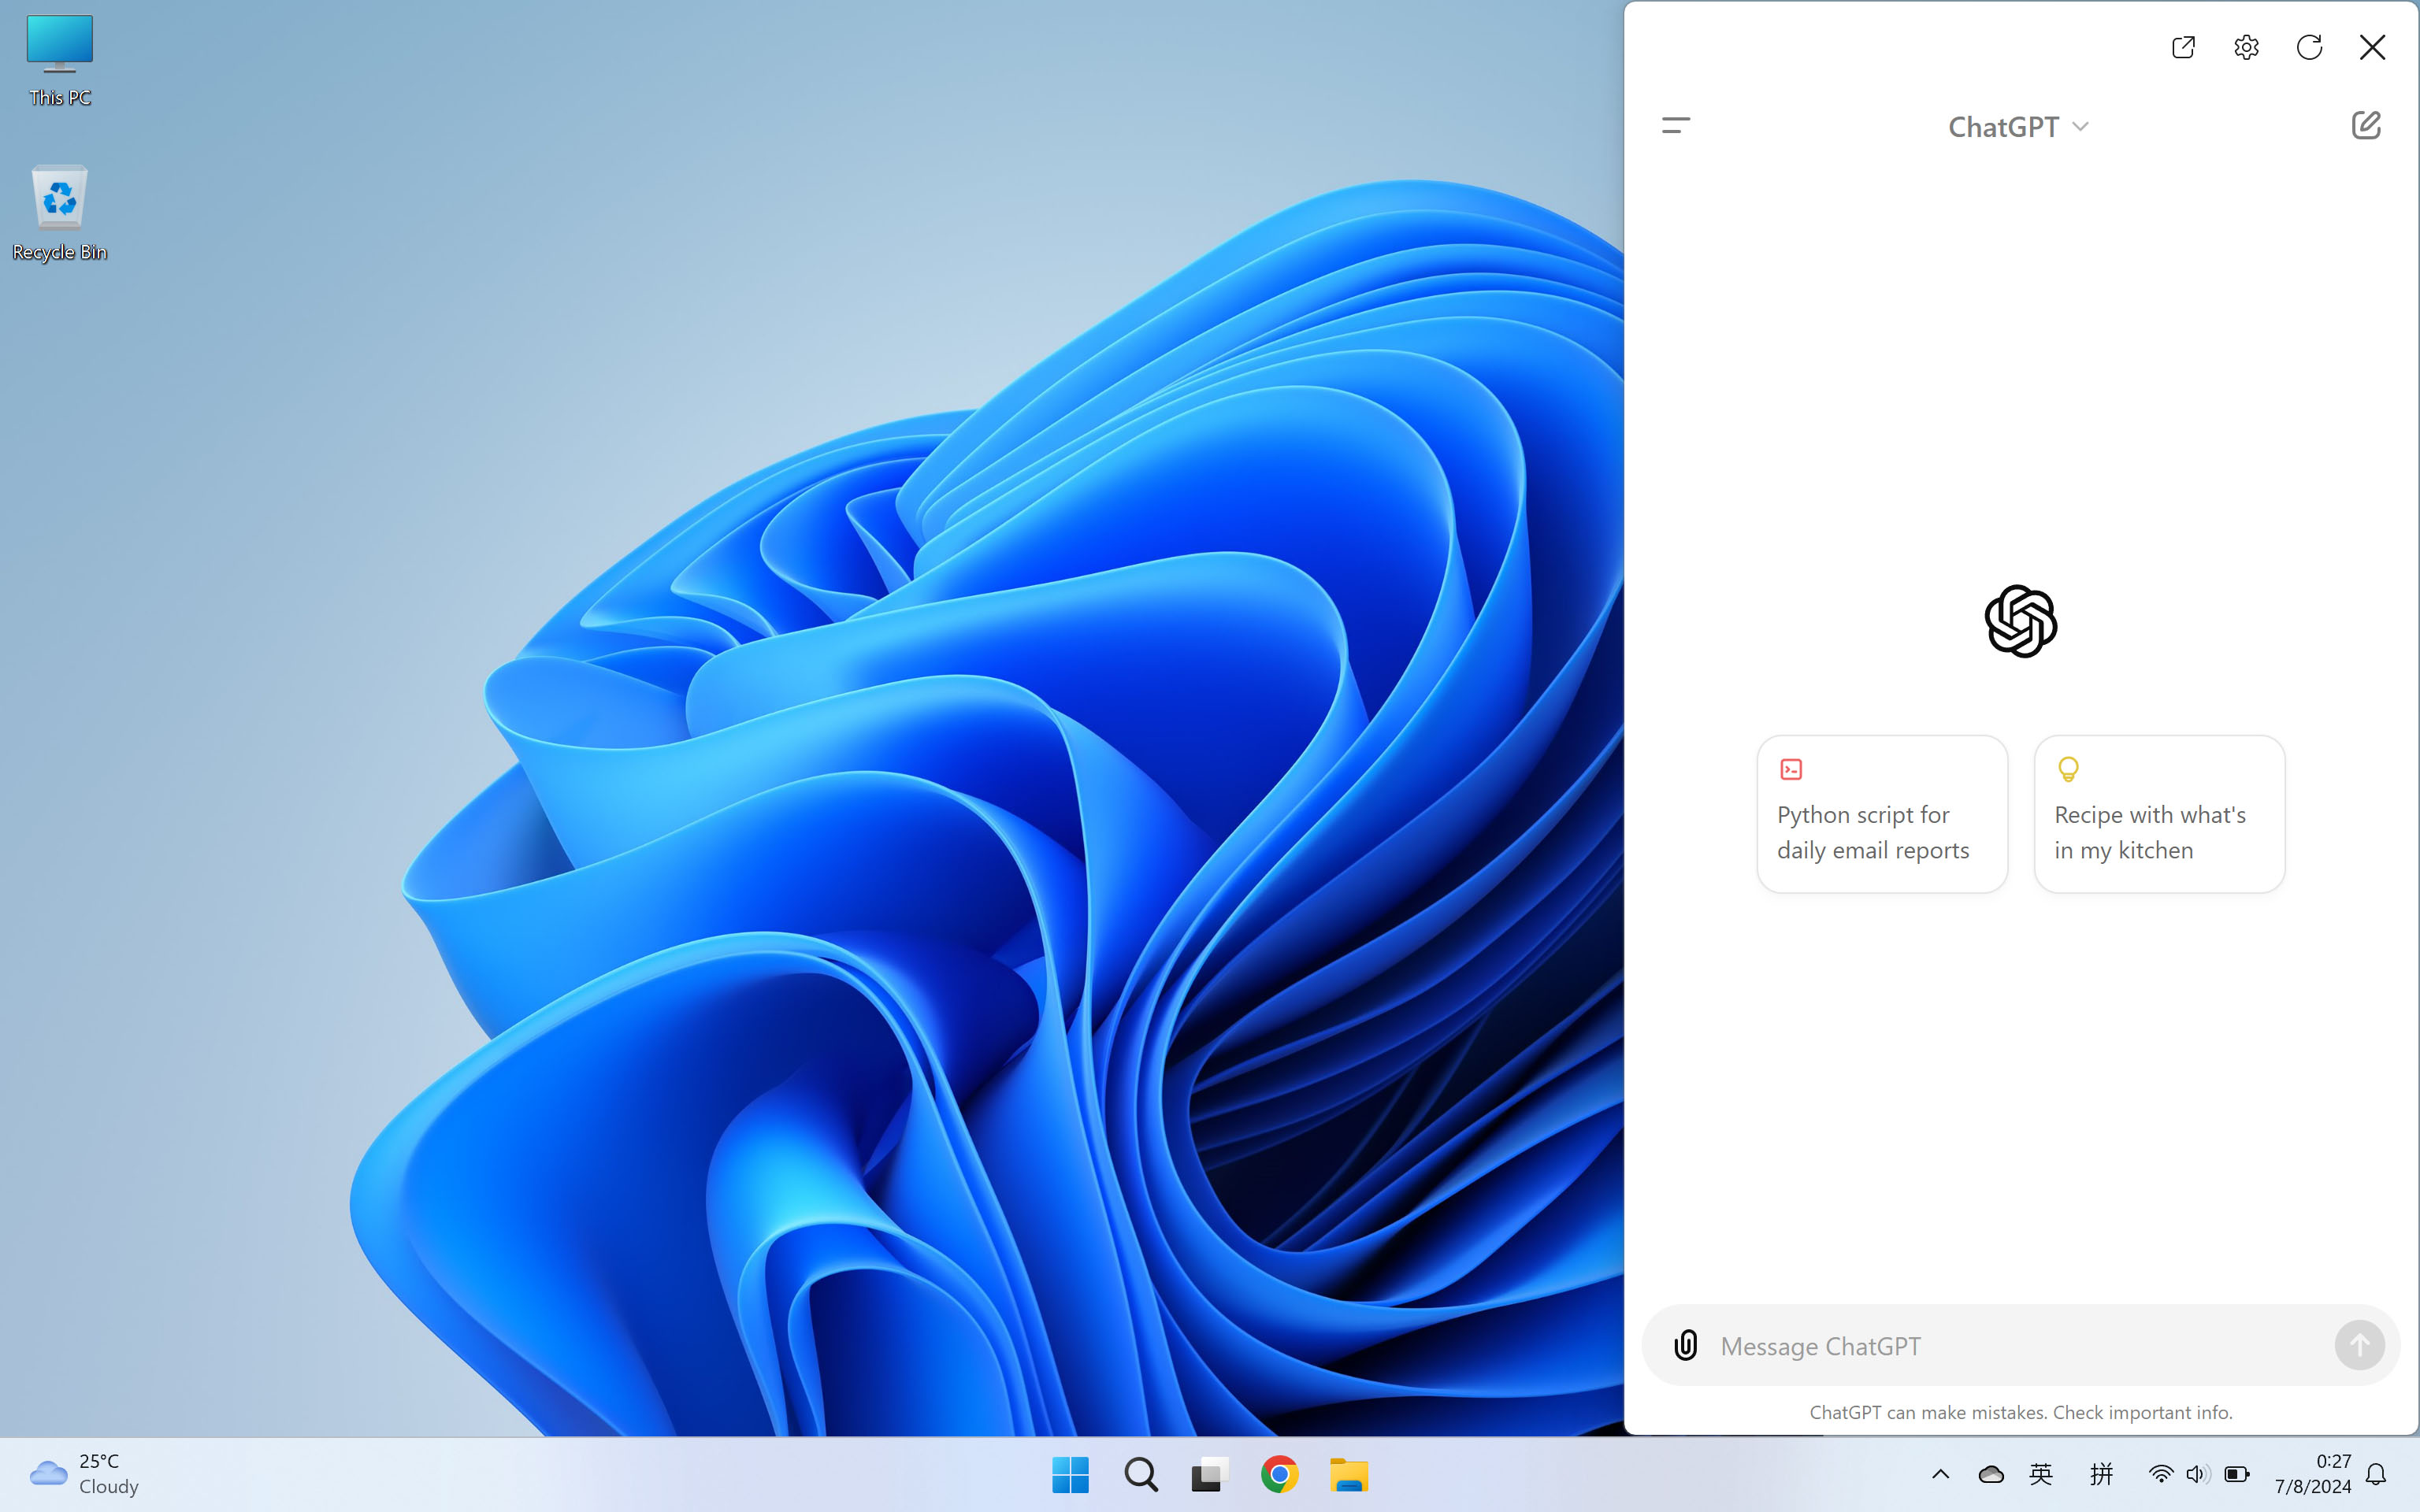 This PC
Recycle Bin
ChatGPT
Python script for
daily email reports
Recipe with what's
in my kitchen
Message ChatGPT
ChatGPT can make mistakes. Check important info.
25°C
Cloudy
英
拼
0:27
7/8/2024